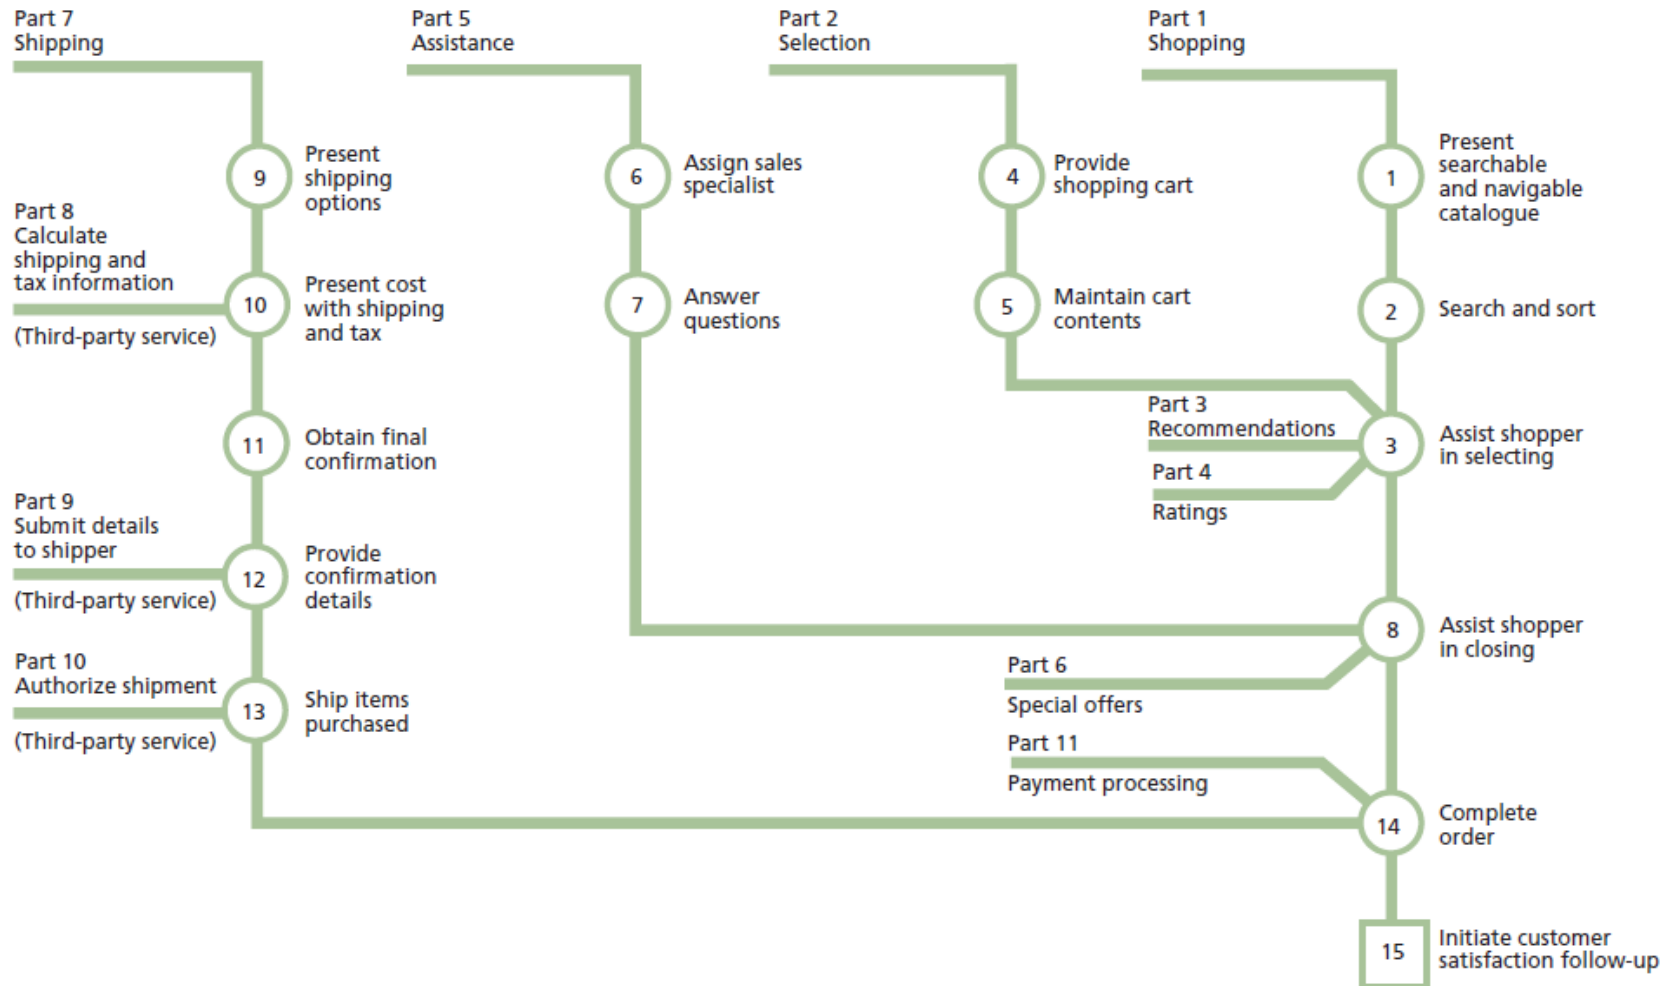 Part 7
Shipping
Part 5
Assistance
Part 2
Selection
Part 1
Shopping
9
Present
shipping
options
6
Assign sales
specialist
4
Provide
shopping cart
1
Present
searchable
and navigable
catalogue
Part 8
Calculate
shipping and
tax information
(Third-party service)
10
Present cost
with shipping
and tax
7
Answer
questions
5
Maintain cart
contents
2
Search and sort
Part 3
Recommendations
Part 4
Ratings
3
Assist shopper
in selecting
11
Obtain final
confirmation
Part 9
Submit details
to shipper
(Third-party service)
12
Provide
confirmation
details
8
Assist shopper
in closing
Part 6
Special offers
Part 10
Authorize shipment
(Third-party service)
13
Ship items
purchased
Part 11
Payment processing
14
Complete
order
15
Initiate customer
satisfaction follow-up